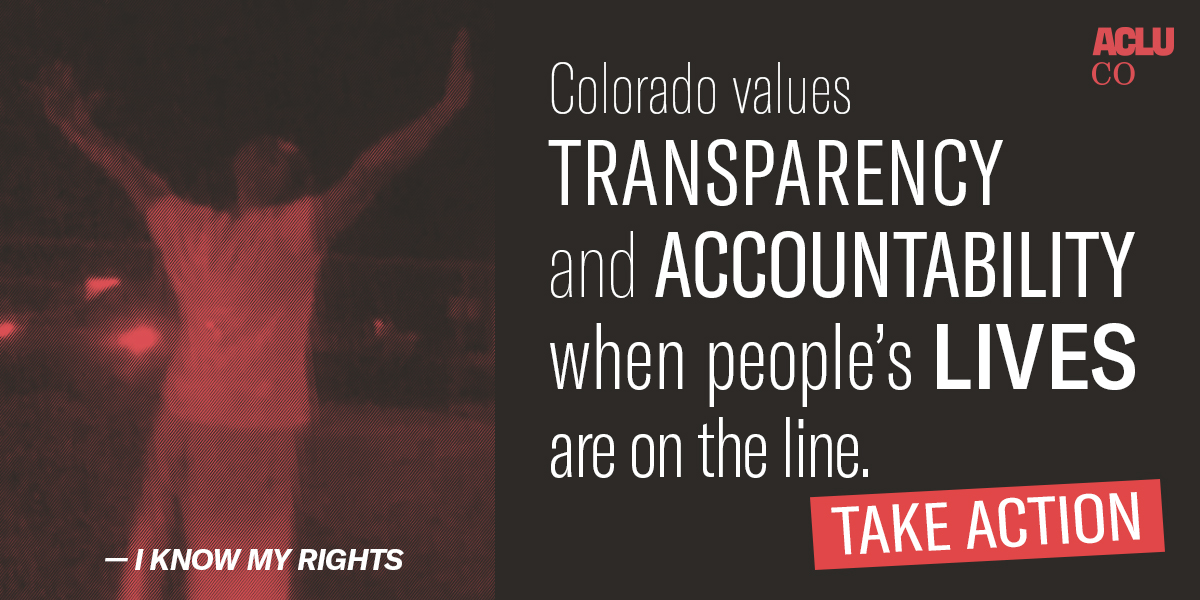 ACLU
CO
Colorado values
TRANSPARENCY
and ACCOUNTABILITY
when people’s LIVES
are on the line.
TAKE ACTION
— I KNOW MY RIGHTS